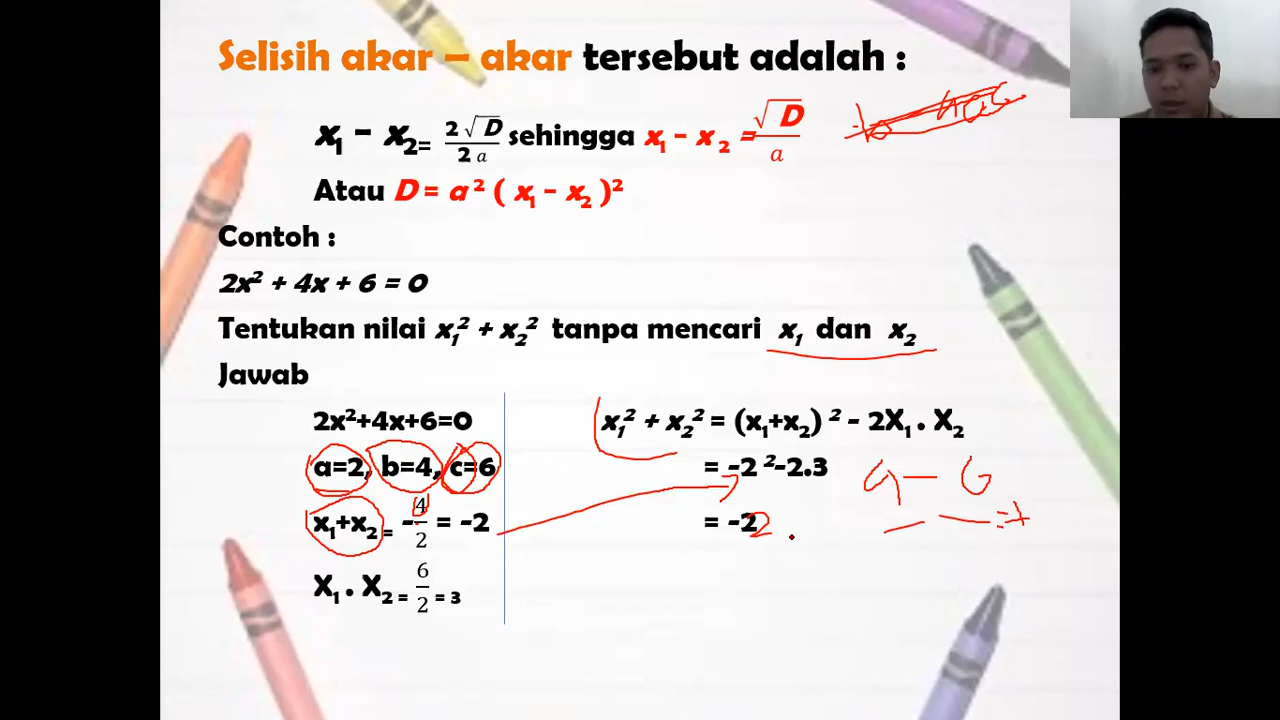 Selisih akar – akar tersebut adalah :
x₁ – x₂ = 2√D/2a sehingga x₁ – x₂ = √D/a
Atau D = a² ( x₁ – x₂ )²
Contoh :
2x² + 4x + 6 = 0
Tentukan nilai x₁² + x₂² tanpa mencari x₁ dan x₂
Jawab
2x²+4x+6=0
a=2, b=4, c=6
x₁+x₂ = -4/2 = -2
X₁ . X₂ = 6/2 = 3
x₁² + x₂² = (x₁+x₂) ² - 2X₁ . X₂
= -2 ²-2.3
= -2
2